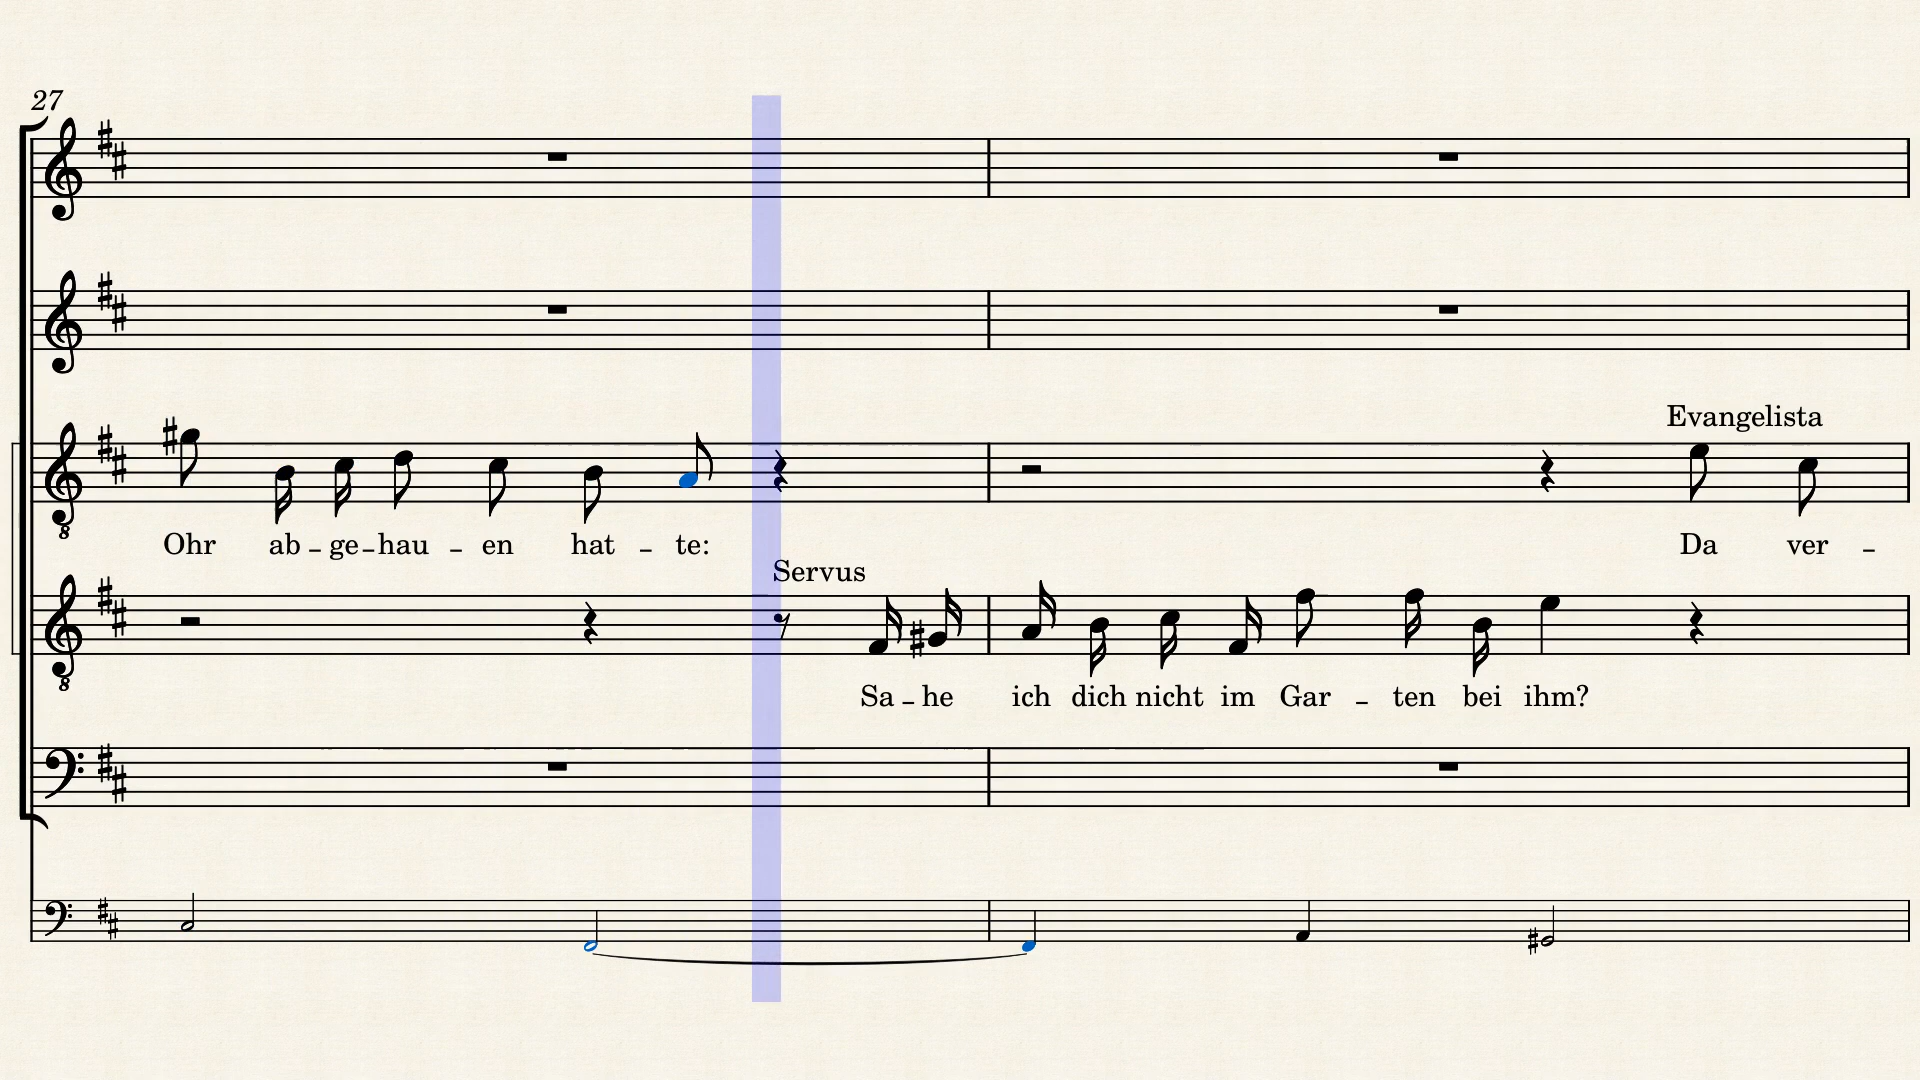 27
Evangelista
Ohr ab - ge - hau - en hat - te: Da ver -
Servus
Sa - he ich dich nicht im Gar - ten bei ihm?